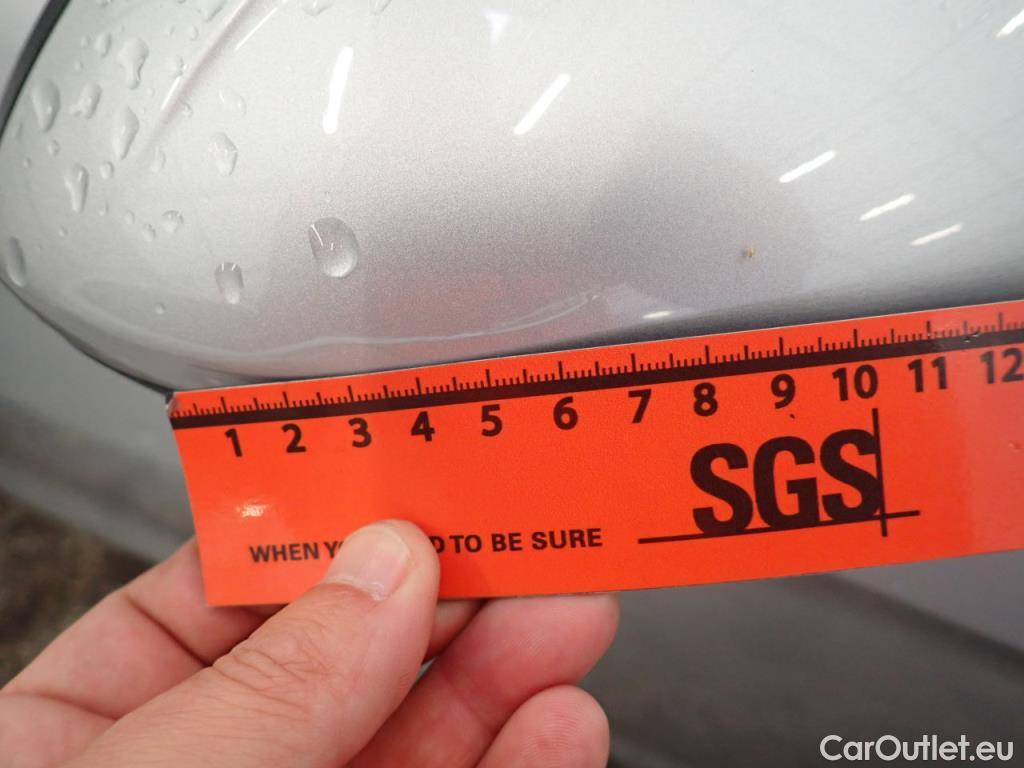 1 2 3 4 5 6 7 8 9 10 11 12
SGS
WHEN TO BE SURE
CarOutlet.eu